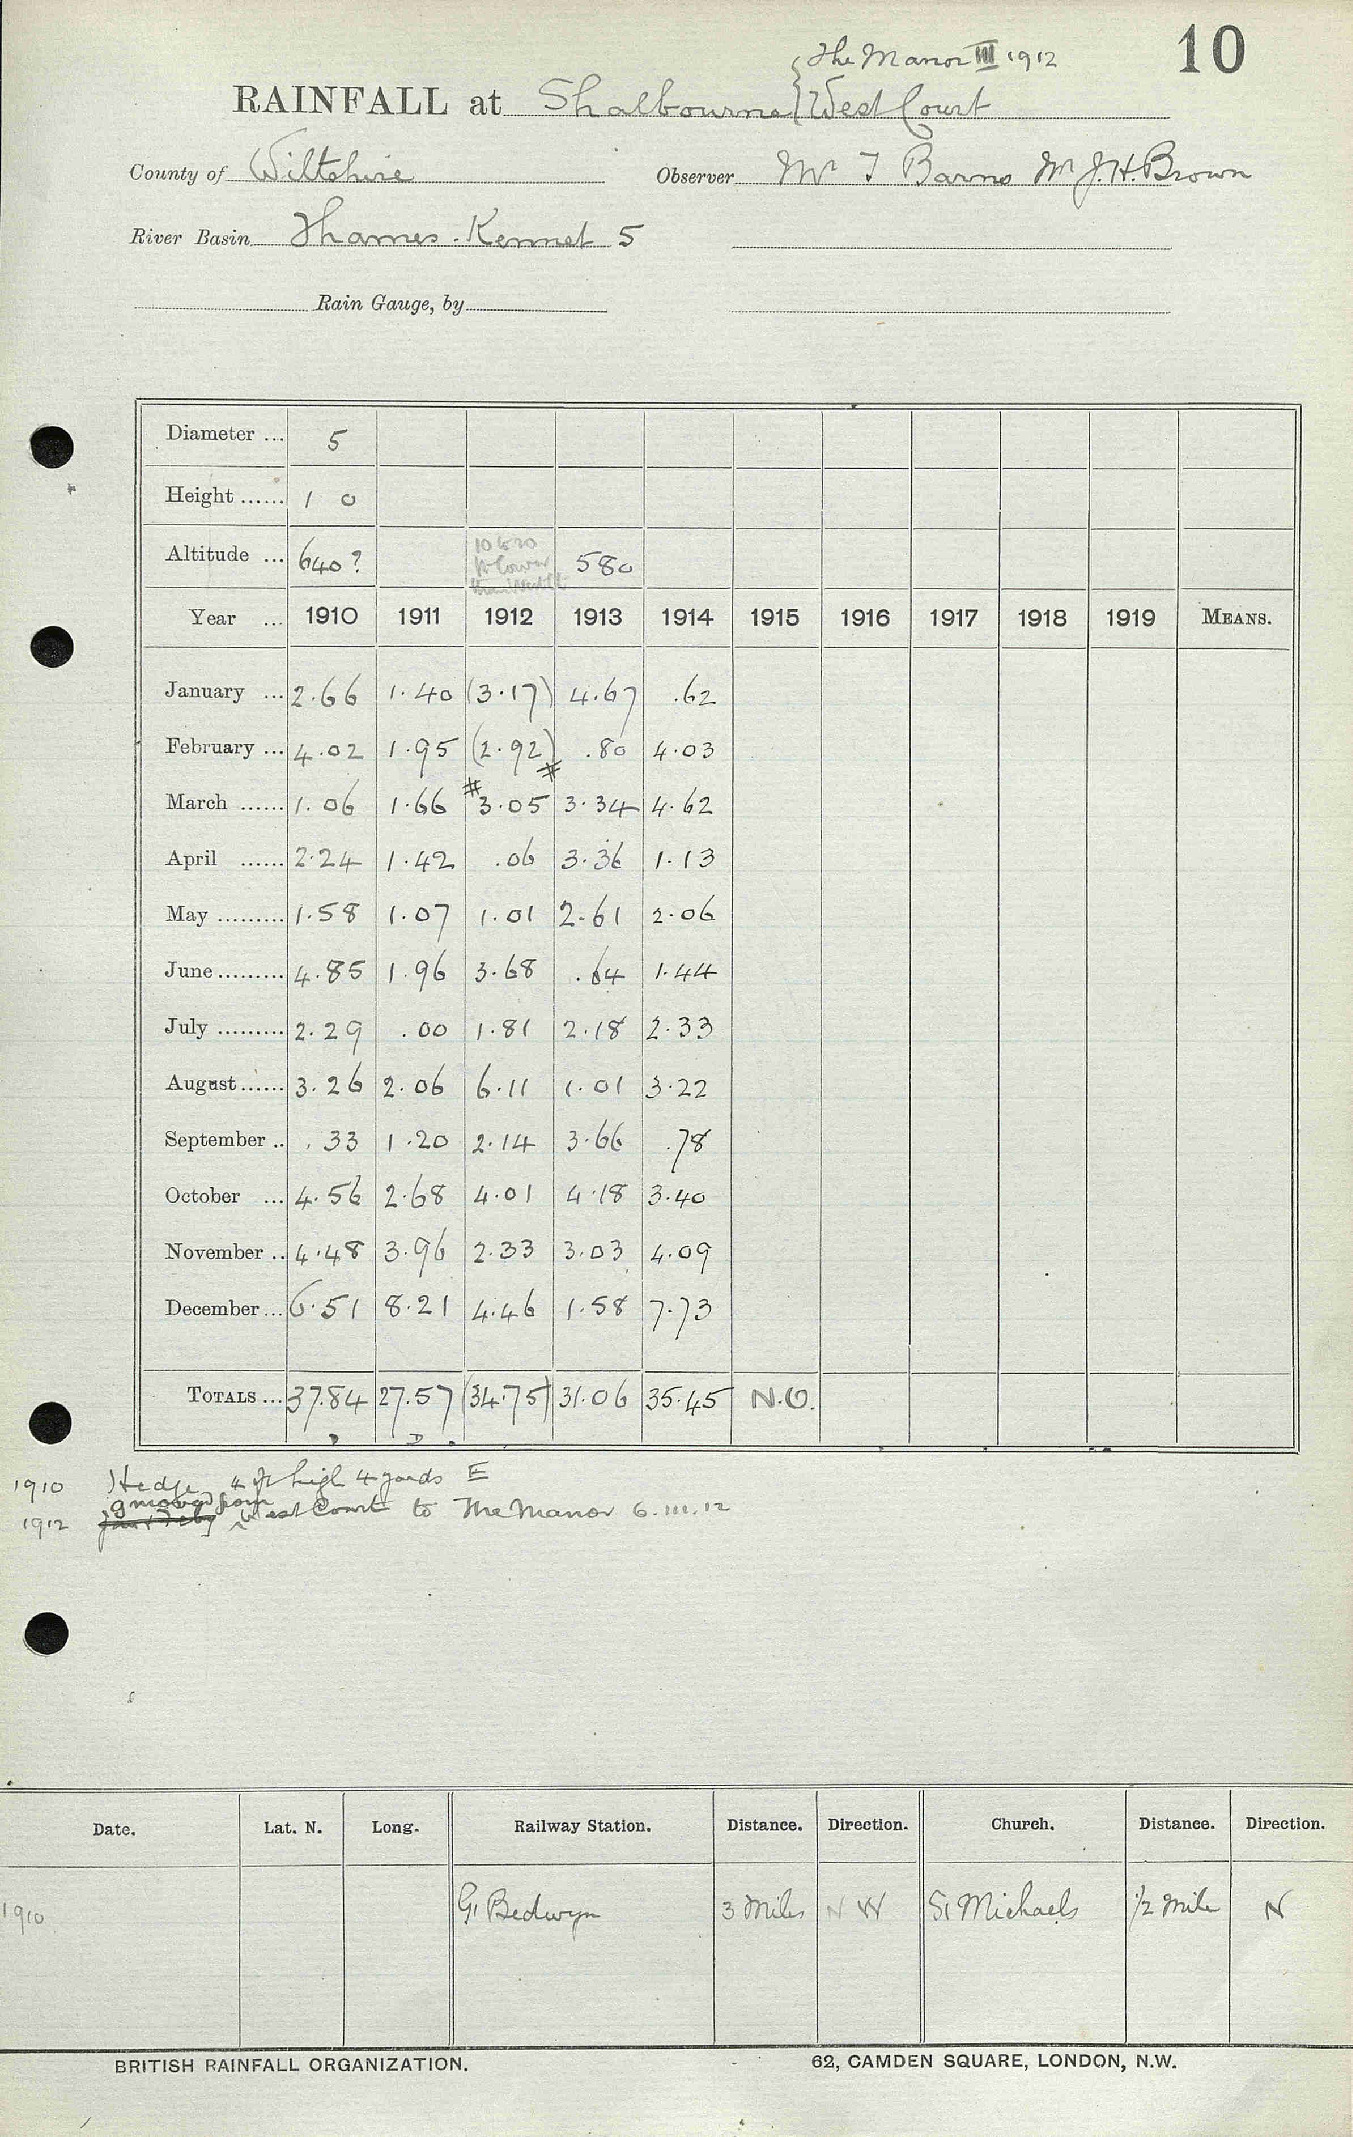 10
The Manor III 1912
RAINFALL at Shalbourne { West Court
County of Wiltshire Observer Mr T Barns Mr J.H. Brown
River Basin Thames. Kennet 5
Rain Gauge, by
Diameter ... 5
Height ...... 1 0
Altitude ... 640? 10 to 20 ft lower than West Ct 580
Year ... 1910 1911 1912 1913 1914 1915 1916 1917 1918 1919 MEANS.
January ... 2.66 1.40 (3.17) 4.67 .62
February ... 4.02 1.95 (2.92) .80 4.03
March ...... 1.06 1.66 #3.05# 3.34 4.62
April ...... 2.24 1.42 .06 3.36 1.13
May ......... 1.58 1.07 1.01 2.61 2.06
June ......... 4.85 1.96 3.68 .64 1.44
July ......... 2.29 .00 1.81 2.18 2.33
August ...... 3.26 2.06 6.11 1.01 3.22
September .. .33 1.20 2.14 3.66 .78
October ... 4.56 2.68 4.01 4.18 3.40
November .. 4.48 3.96 2.33 3.03 4.09
December ... 6.51 8.21 4.46 1.58 7.73
TOTALS ... 37.84 27.57 (34.75) 31.06 35.45 N.O.
1910 Hedge 4 ft high 4 yards E
1912 g moved from West Court to The Manor 6.III.12
Date. Lat. N. Long. Railway Station. Distance. Direction. Church. Distance. Direction.
1910 Gt Bedwyn 3 Miles N W St Michaels 1/2 Mile N
BRITISH RAINFALL ORGANIZATION. 62, CAMDEN SQUARE, LONDON, N.W.